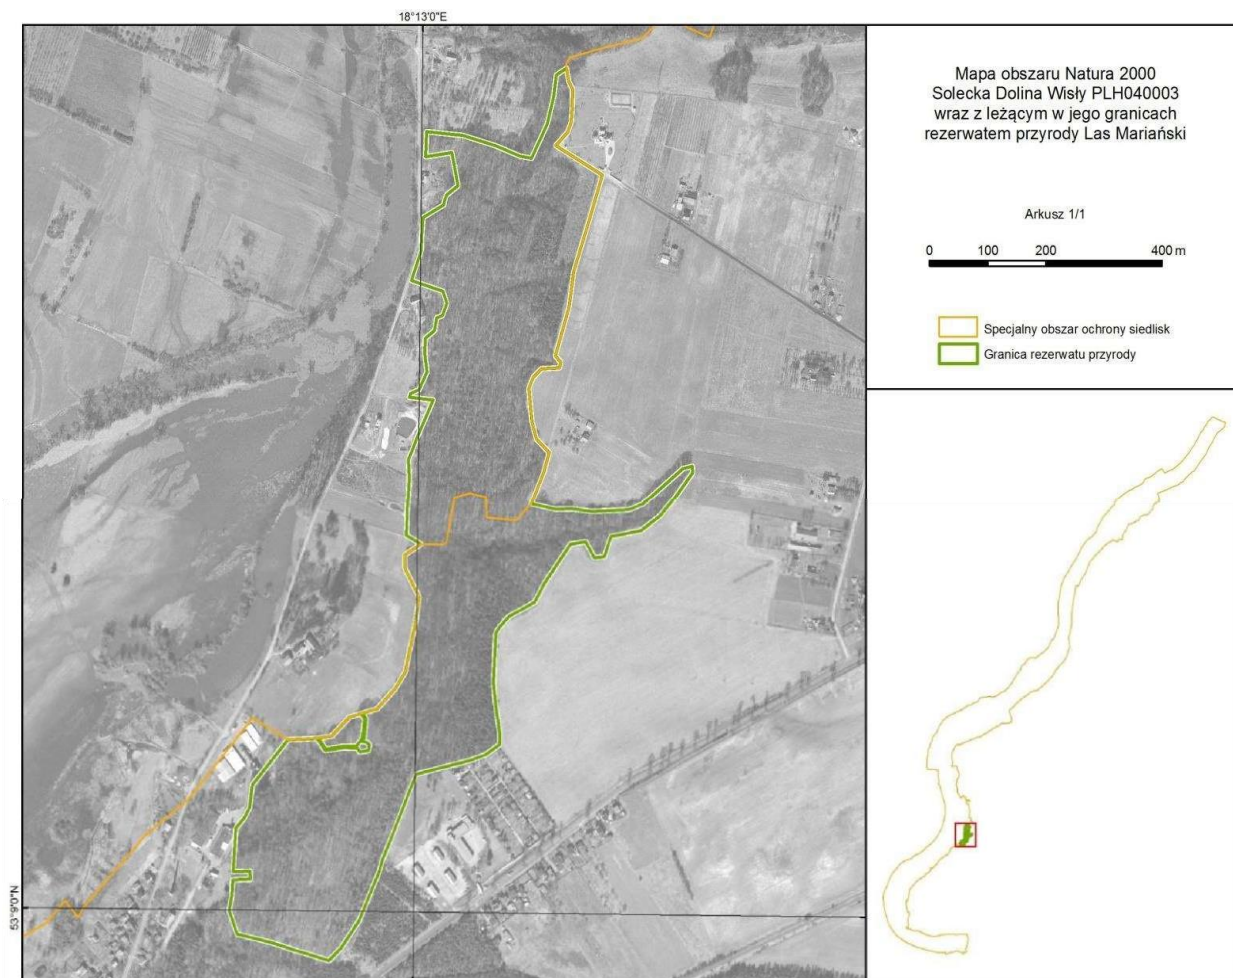 18°13'0"E
Mapa obszaru Natura 2000
Solecka Dolina Wisły PLH040003
wraz z leżącym w jego granicach
rezerwatem przyrody Las Mariański
Arkusz 1/1
0 100 200 400 m
Specjalny obszar ochrony siedlisk
Granica rezerwatu przyrody
53°9'0"N